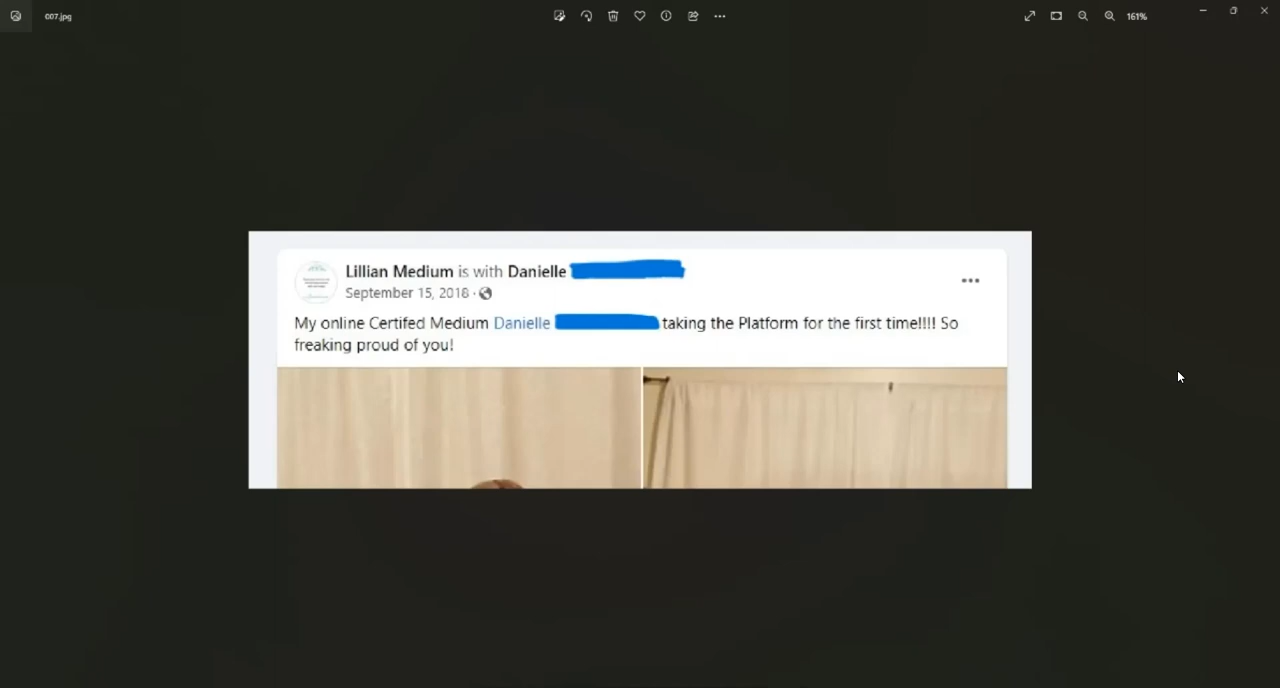 007.jpg
161%
Lillian Medium is with Danielle
September 15, 2018 ·
My online Certifed Medium Danielle taking the Platform for the first time!!!! So
freaking proud of you!